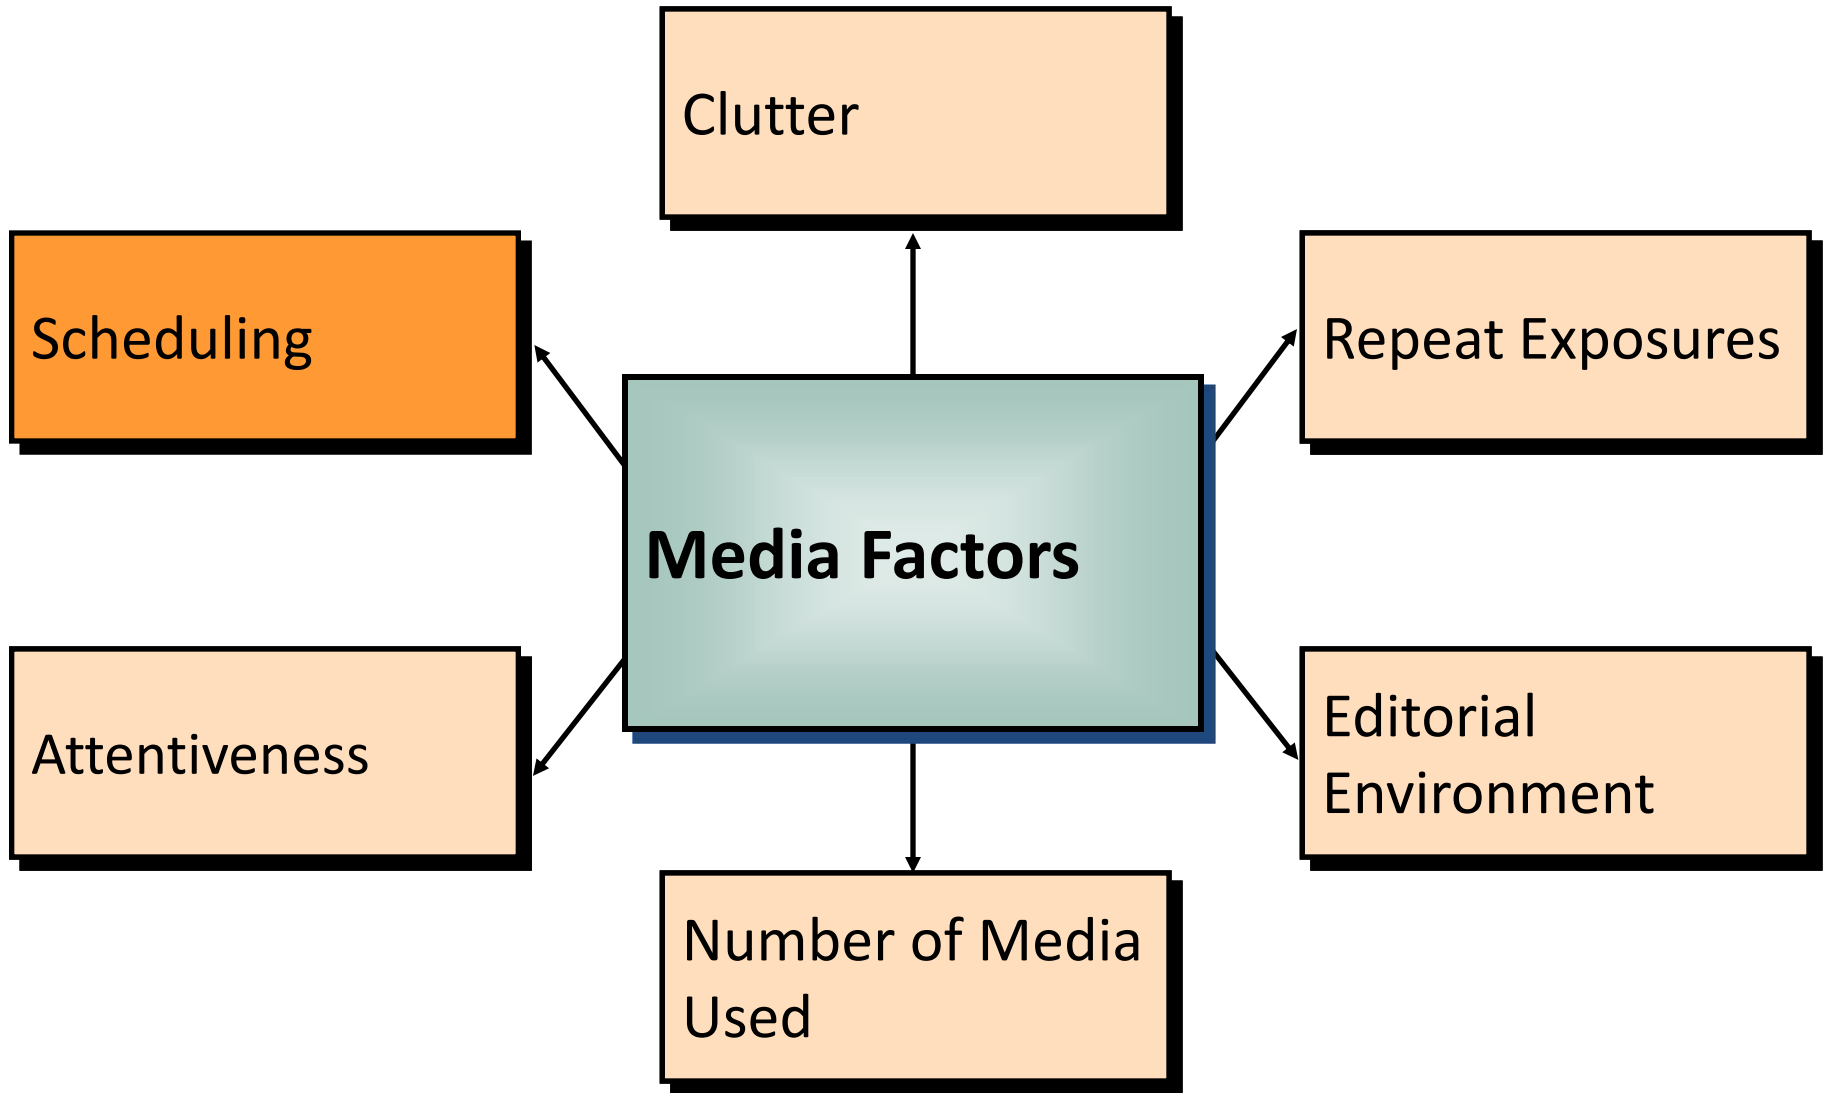 Clutter
Scheduling
Repeat Exposures
Media Factors
Attentiveness
Editorial
Environment
Number of Media
Used